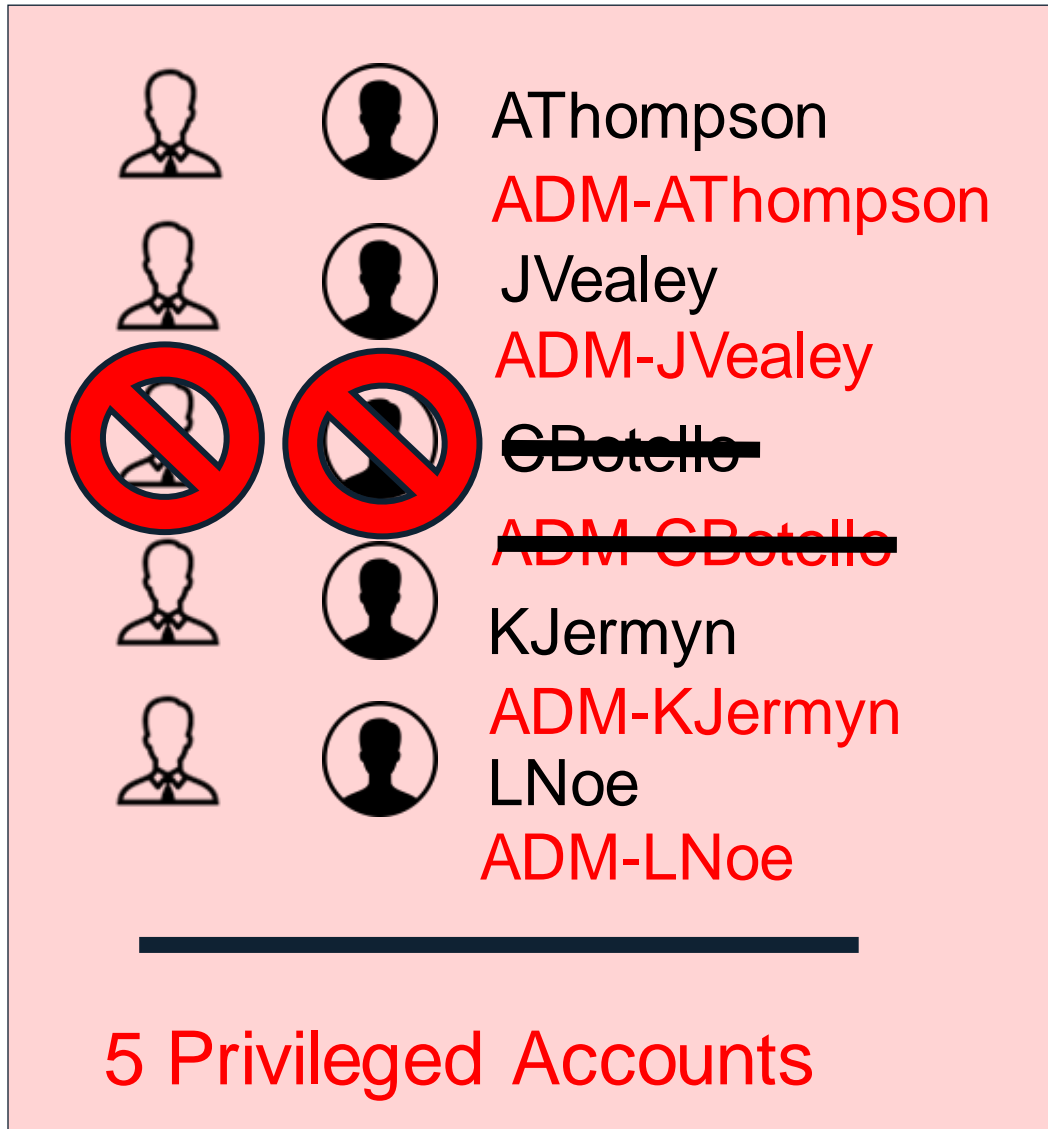 AThompson
ADM-AThompson
JVealey
ADM-JVealey
CBotello
ADM-CBotello
KJermyn
ADM-KJermyn
LNoe
ADM-LNoe
5 Privileged Accounts